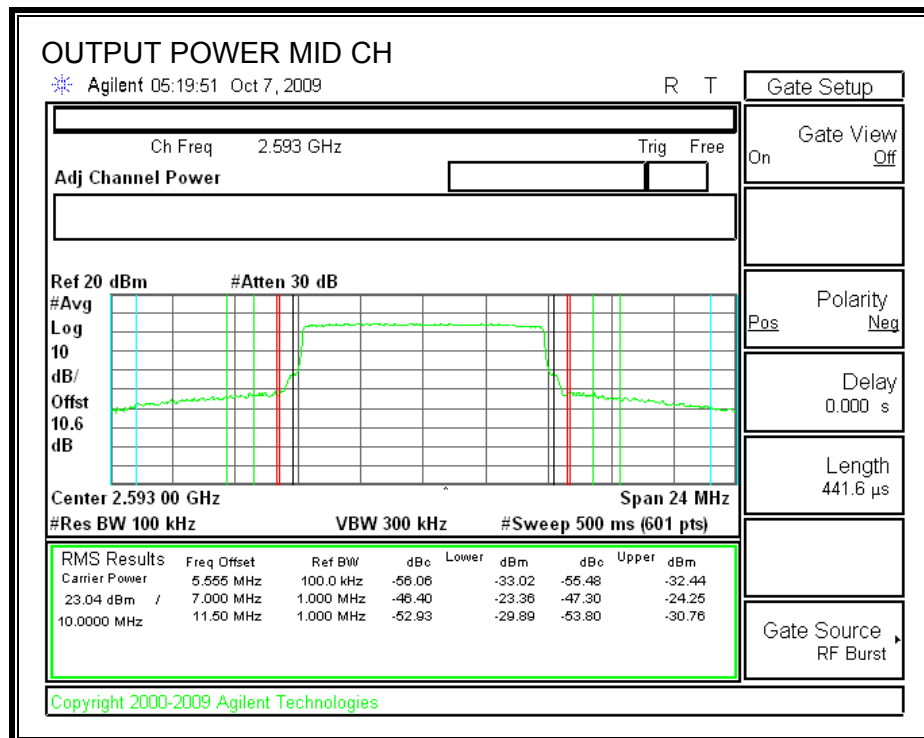 OUTPUT POWER MID CH
Agilent 05:19:51 Oct 7, 2009 R T
Gate Setup
Ch Freq 2.593 GHz Trig Free
Adj Channel Power
Gate View
On Off
Ref 20 dBm #Atten 30 dB
#Avg
Log
10
dB/
Offst
10.6
dB
Polarity
Pos Neg
Delay
0.000 s
Length
441.6 µs
Center 2.593 00 GHz Span 24 MHz
#Res BW 100 kHz VBW 300 kHz #Sweep 500 ms (601 pts)
RMS Results Freq Offset Ref BW dBc Lower dBm dBc Upper dBm
Carrier Power 5.555 MHz 100.0 kHz -56.06 -33.02 -55.48 -32.44
23.04 dBm / 7.000 MHz 1.000 MHz -46.40 -23.36 -47.30 -24.25
10.0000 MHz 11.50 MHz 1.000 MHz -52.93 -29.89 -53.80 -30.76
Gate Source
RF Burst
Copyright 2000-2009 Agilent Technologies